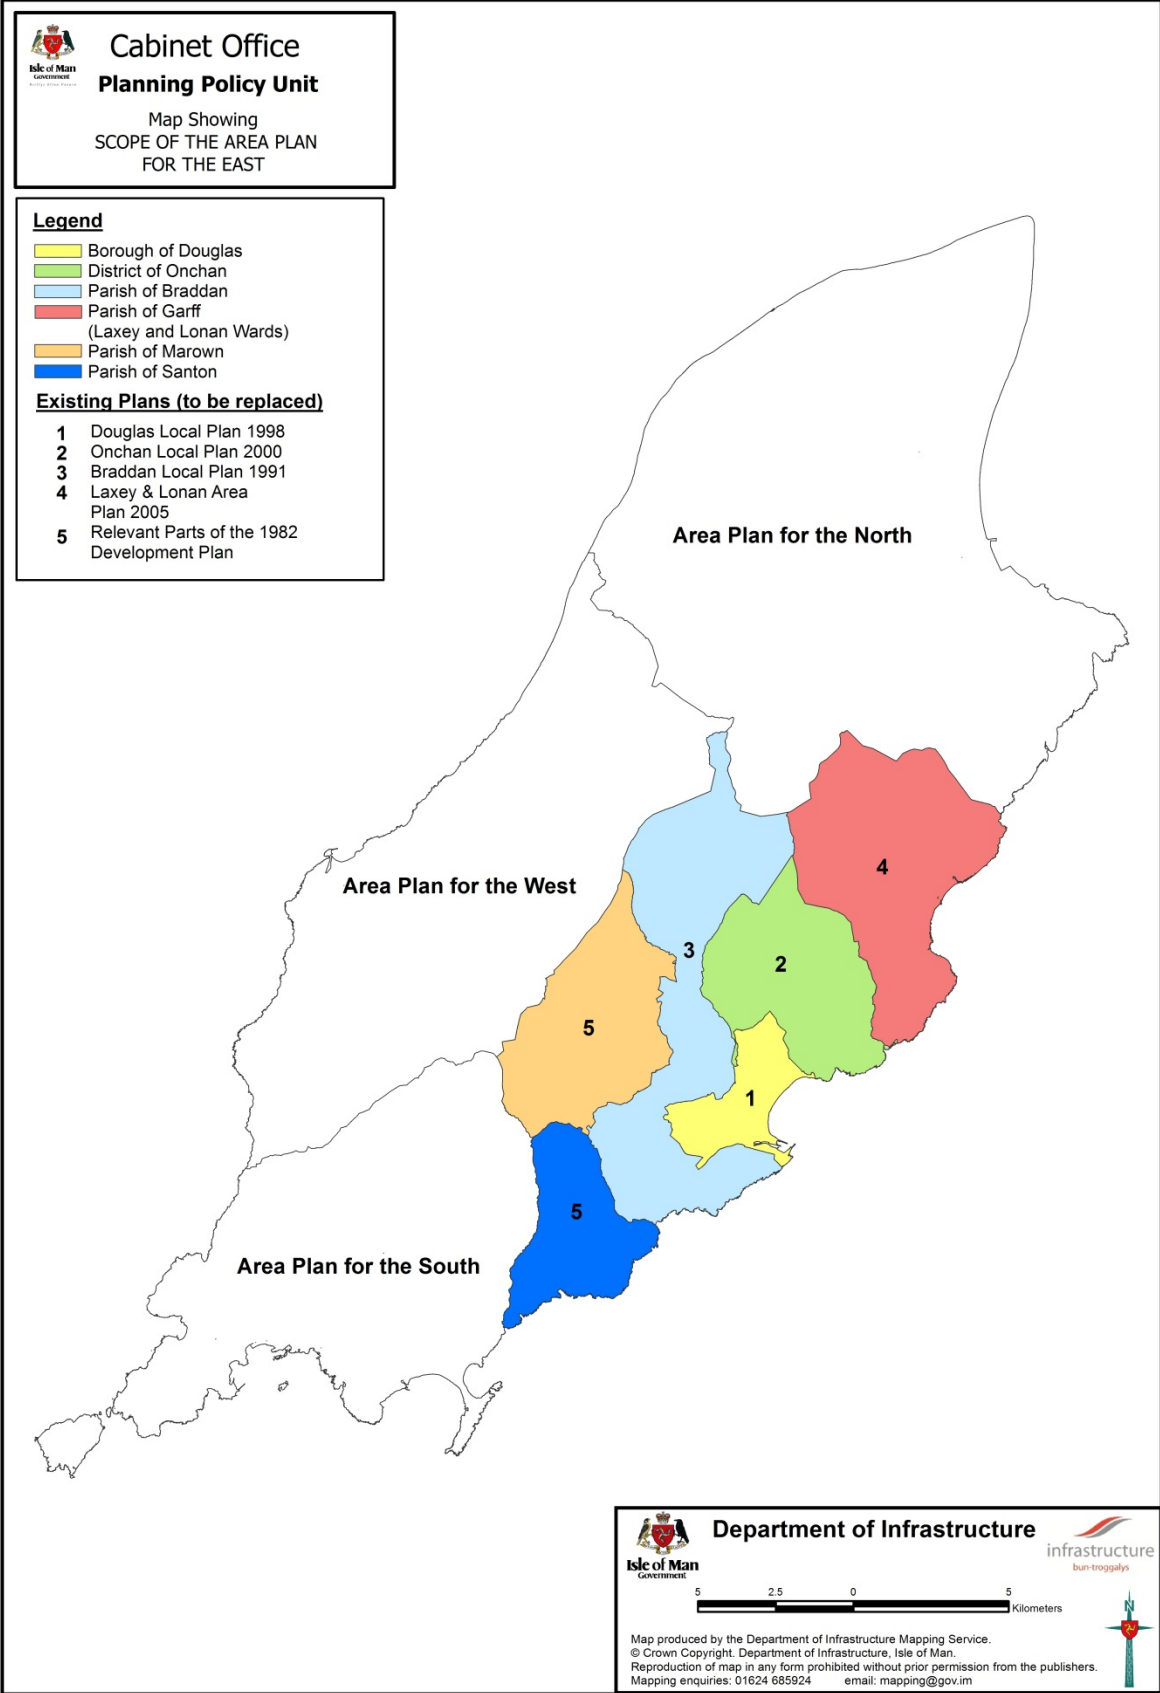 Isle of Man
Government
Cabinet Office
Planning Policy Unit
Map Showing
SCOPE OF THE AREA PLAN
FOR THE EAST
Legend
Borough of Douglas
District of Onchan
Parish of Braddan
Parish of Garff
(Laxey and Lonan Wards)
Parish of Marown
Parish of Santon
Existing Plans (to be replaced)
1 Douglas Local Plan 1998
2 Onchan Local Plan 2000
3 Braddan Local Plan 1991
4 Laxey & Lonan Area
Plan 2005
5 Relevant Parts of the 1982
Development Plan
Area Plan for the North
4
Area Plan for the West
3
2
5
1
5
Area Plan for the South
Isle of Man
Government
Department of Infrastructure
infrastructure
bun-troggalys
5 2.5 0 5
Kilometers
N
Map produced by the Department of Infrastructure Mapping Service.
© Crown Copyright. Department of Infrastructure, Isle of Man.
Reproduction of map in any form prohibited without prior permission from the publishers.
Mapping enquiries: 01624 685924 email: mapping@gov.im